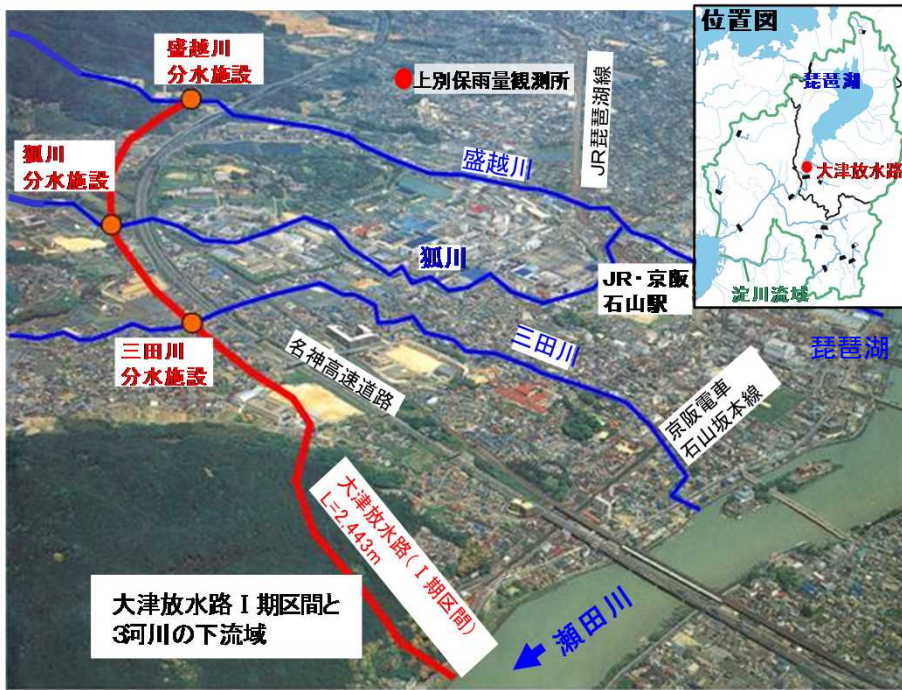 盛越川
分水施設
上別保雨量観測所
JR琵琶湖線
位置図
琵琶湖
大津放水路
淀川流域
狐川
分水施設
盛越川
狐川
JR・京阪
石山駅
三田川
分水施設
名神高速道路
三田川
琵琶湖
京阪電車
石山坂本線
大津放水路(Ⅰ期区間)
L=2,443m
大津放水路Ⅰ期区間と
3河川の下流域
瀬田川